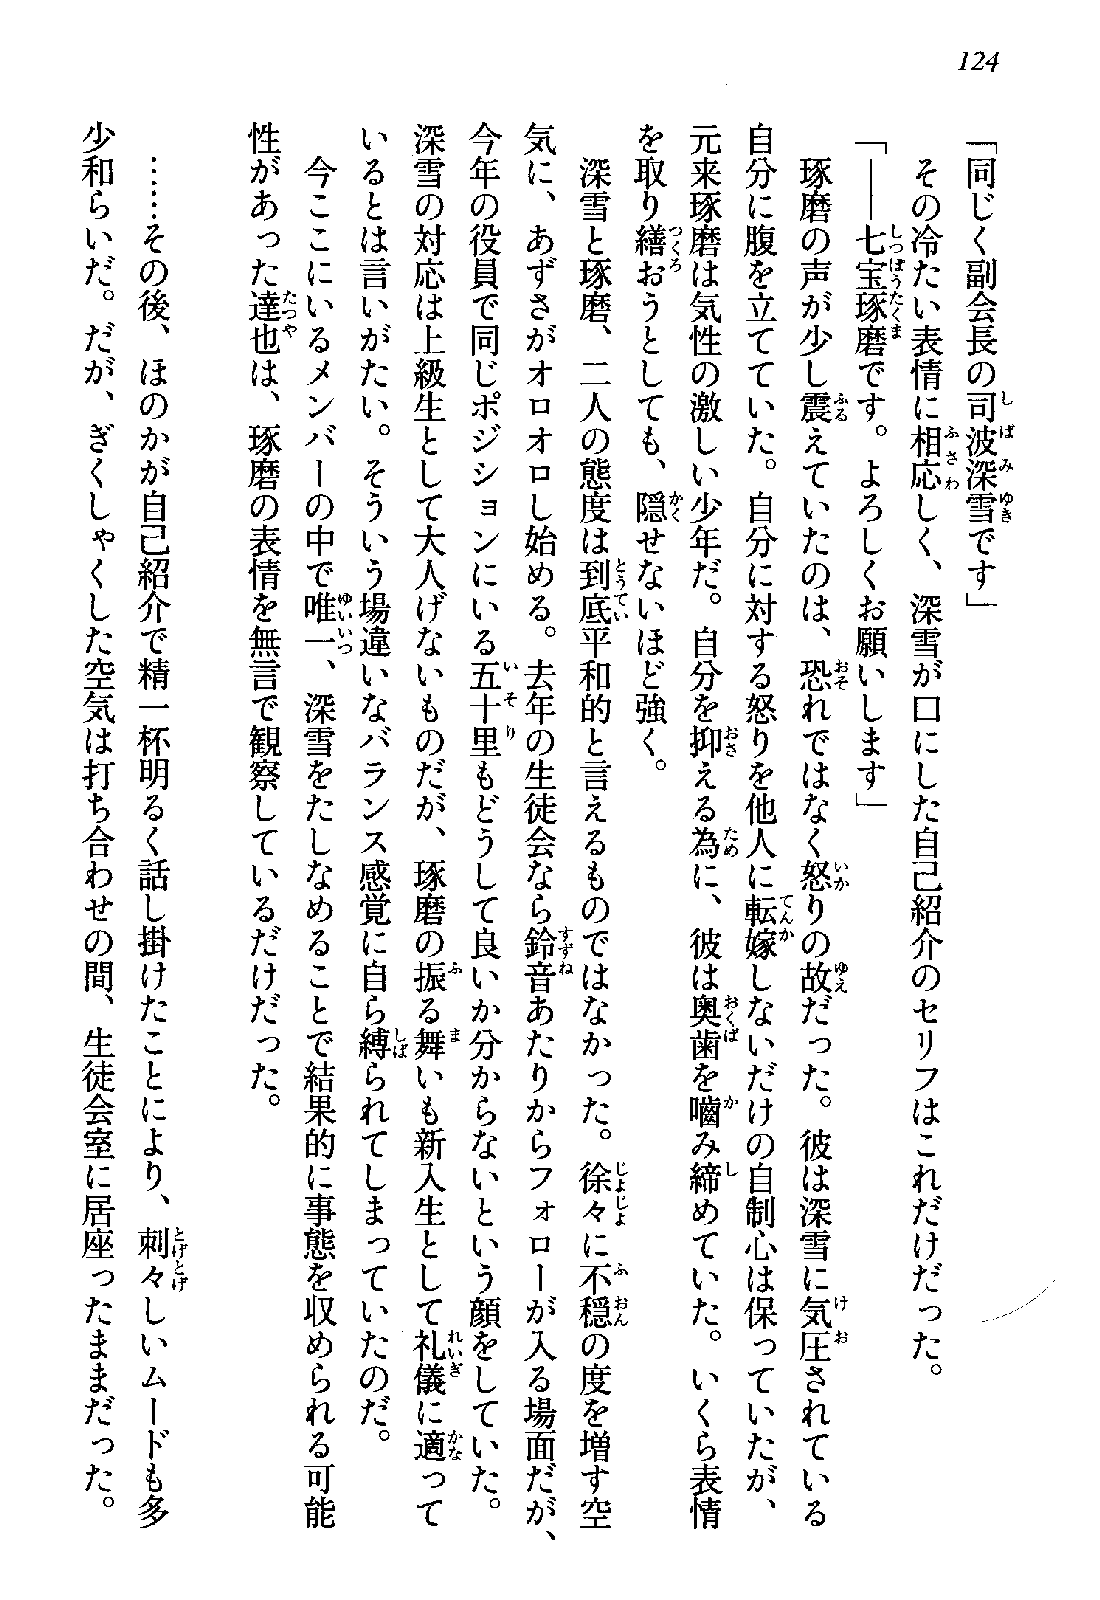 124
「同じく副会長の司波深雪です」
その冷たい表情に相応しく、深雪が口にした自己紹介のセリフはこれだけだった。
「――七宝琢磨です。よろしくお願いします」
琢磨の声が少し震えていたのは、恐れではなく怒りの故だった。彼は深雪に気圧されている
自分に腹を立てていた。自分に対する怒りを他人に転嫁しないだけの自制心は保っていたが、
元来琢磨は気性の激しい少年だ。自分を抑える為に、彼は奥歯を嚙み締めていた。いくら表情
を取り繕おうとしても、隠せないほど強く。
深雪と琢磨、二人の態度は到底平和的と言えるものではなかった。徐々に不穏の度を増す空
気に、あずさがオロオロし始める。去年の生徒会なら鈴音あたりからフォローが入る場面だが、
今年の役員で同じポジションにいる五十里もどうして良いか分からないという顔をしていた。
深雪の対応は上級生として大人げないものだが、琢磨の振る舞いも新入生として礼儀に適って
いるとは言いがたい。そういう場違いなバランス感覚に自ら縛られてしまっていたのだ。
今ここにいるメンバーの中で唯一、深雪をたしなめることで結果的に事態を収められる可能
性があった達也は、琢磨の表情を無言で観察しているだけだった。
……その後、ほのかが自己紹介で精一杯明るく話し掛けたことにより、刺々しいムードも多
少和らいだ。だが、ぎくしゃくした空気は打ち合わせの間、生徒会室に居座ったままだった。